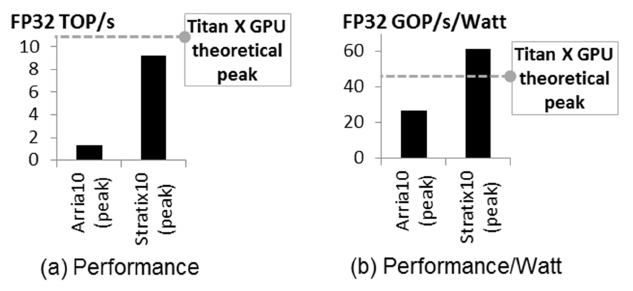 FP32 TOP/s
10
8
6
4
2
0
Titan X GPU
theoretical
peak
Arria10
(peak)
Stratix10
(peak)
(a) Performance
FP32 GOP/s/Watt
60
40
20
0
Titan X GPU
theoretical
peak
Arria10
(peak)
Stratix10
(peak)
(b) Performance/Watt